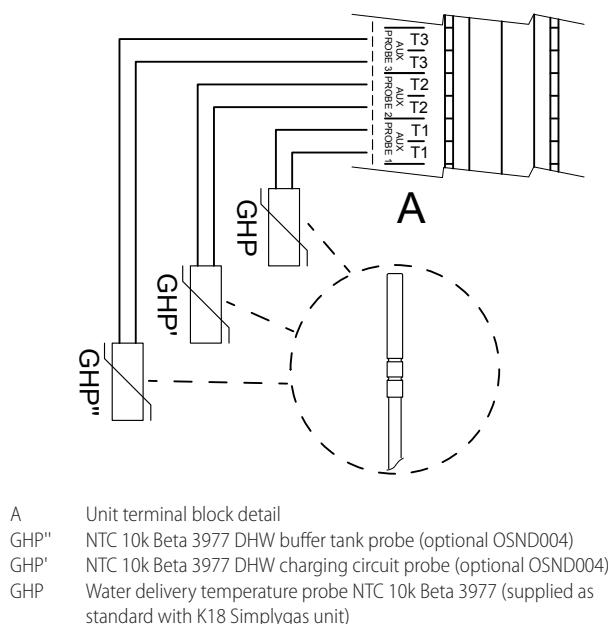 T3
T3
AUX
PROBE 3
T2
T2
AUX
PROBE 2
T1
T1
AUX
PROBE 1
A
GHP
GHP'
GHP"
A Unit terminal block detail
GHP" NTC 10k Beta 3977 DHW buffer tank probe (optional OSND004)
GHP' NTC 10k Beta 3977 DHW charging circuit probe (optional OSND004)
GHP Water delivery temperature probe NTC 10k Beta 3977 (supplied as
standard with K18 Simplygas unit)